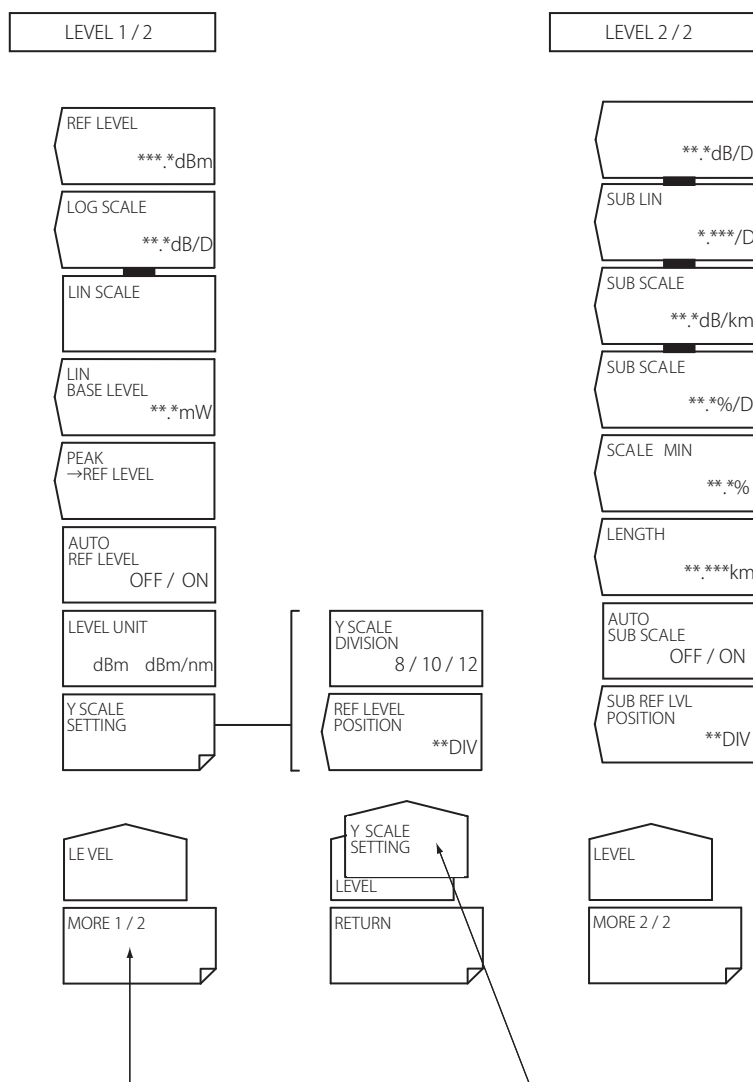 LEVEL 1 / 2
REF LEVEL
***.*dBm
LOG SCALE
**.*dB/D
LIN SCALE
LIN
BASE LEVEL
**.*mW
PEAK
→REF LEVEL
AUTO
REF LEVEL
OFF / ON
LEVEL UNIT
dBm dBm/nm
Y SCALE
SETTING
LE VEL
MORE 1 / 2
Y SCALE
DIVISION
8 / 10 / 12
REF LEVEL
POSITION
**DIV
Y SCALE
SETTING
LEVEL
RETURN
LEVEL 2 / 2
**.*dB/D
SUB LIN
*.***/D
SUB SCALE
**.*dB/km
SUB SCALE
**.*%/D
SCALE MIN
**.*%
LENGTH
**.***km
AUTO
SUB SCALE
OFF / ON
SUB REF LVL
POSITION
**DIV
LEVEL
MORE 2 / 2